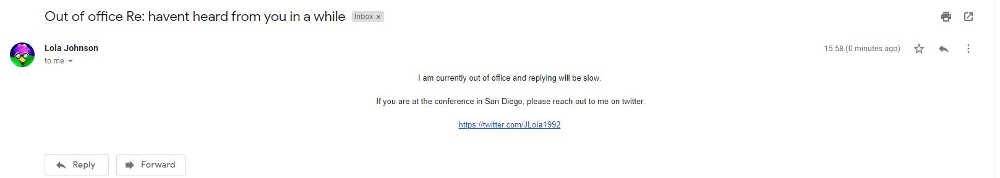 Out of office Re: havent heard from you in a while Inbox ×
Lola Johnson 15:58 (0 minutes ago)
to me
I am currently out of office and replying will be slow.
If you are at the conference in San Diego, please reach out to me on twitter.
https://twitter.com/JLola1992
Reply Forward